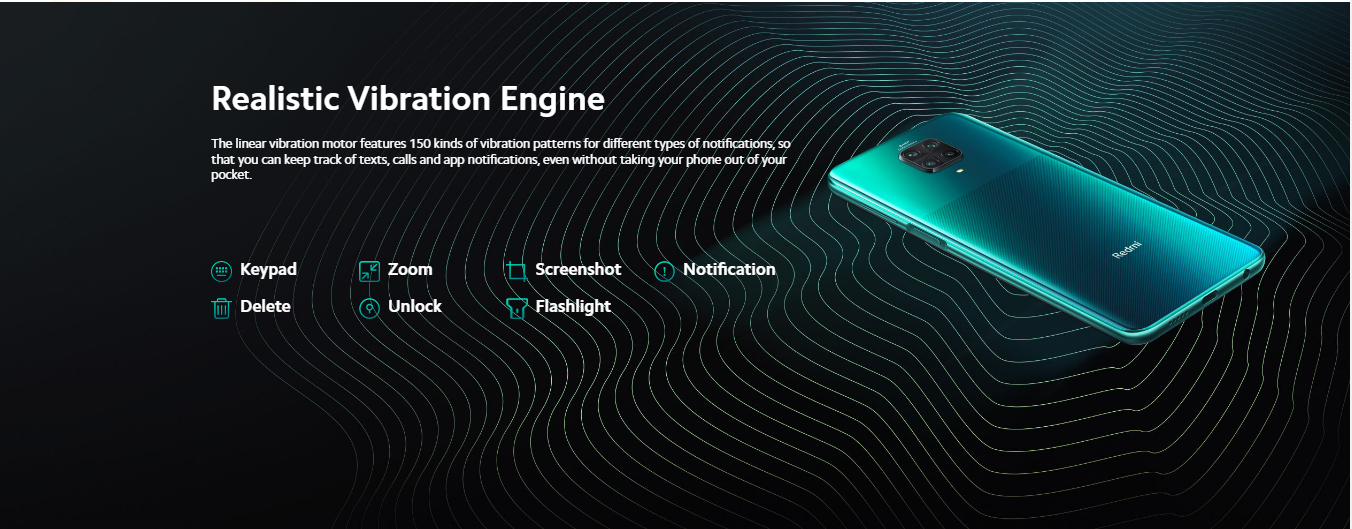 Realistic Vibration Engine
The linear vibration motor features 150 kinds of vibration patterns for different types of notifications, so
that you can keep track of texts, calls and app notifications, even without taking your phone out of your
pocket.
Keypad Zoom Screenshot Notification
Delete Unlock Flashlight
Redmi